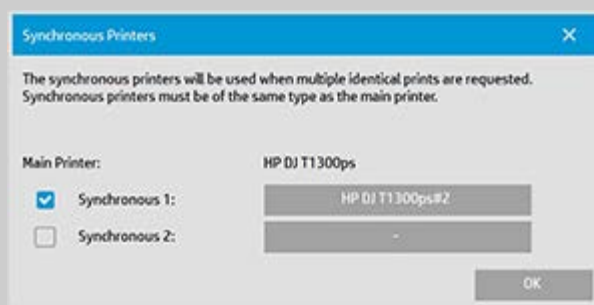 Synchronous Printers
The synchronous printers will be used when multiple identical prints are requested.
Synchronous printers must be of the same type as the main printer.
Main Printer: HP DJ T1300ps
Synchronous 1: HP DJ T1300ps#2
Synchronous 2: -
OK